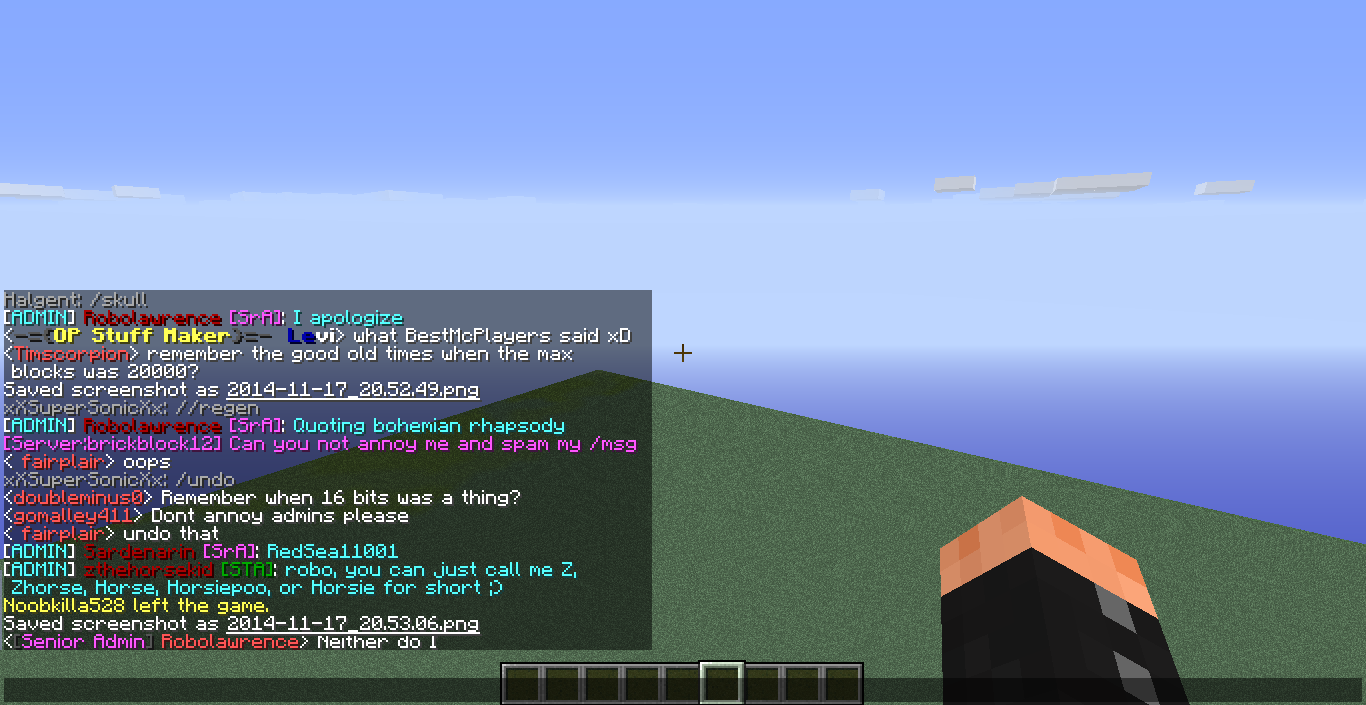 Halgent: /skull
[ADMIN] Robolawrence [SrA]: I apologize
<-={OP Stuff Maker}=- Levi> what BestMcPlayers said xD
<Timscorpion> remember the good old times when the max
blocks was 20000?
Saved screenshot as 2014-11-17_20.52.49.png
xXSuperSonicXx: //regen
[ADMIN] Robolawrence [SrA]: Quoting bohemian rhapsody
[Server:brickblock12] Can you not annoy me and spam my /msg
< fairplair> oops
xXSuperSonicXx: /undo
<doubleminus0> Remember when 16 bits was a thing?
<gomalley411> Dont annoy admins please
< fairplair> undo that
[ADMIN] Sardenarin [SrA]: RedSea11001
[ADMIN] zthehorsekid [STA]: robo, you can just call me Z,
Zhorse, Horse, Horsiepoo, or Horsie for short ;)
Noobkilla528 left the game.
Saved screenshot as 2014-11-17_20.53.06.png
<[Senior Admin] Robolawrence> Neither do I